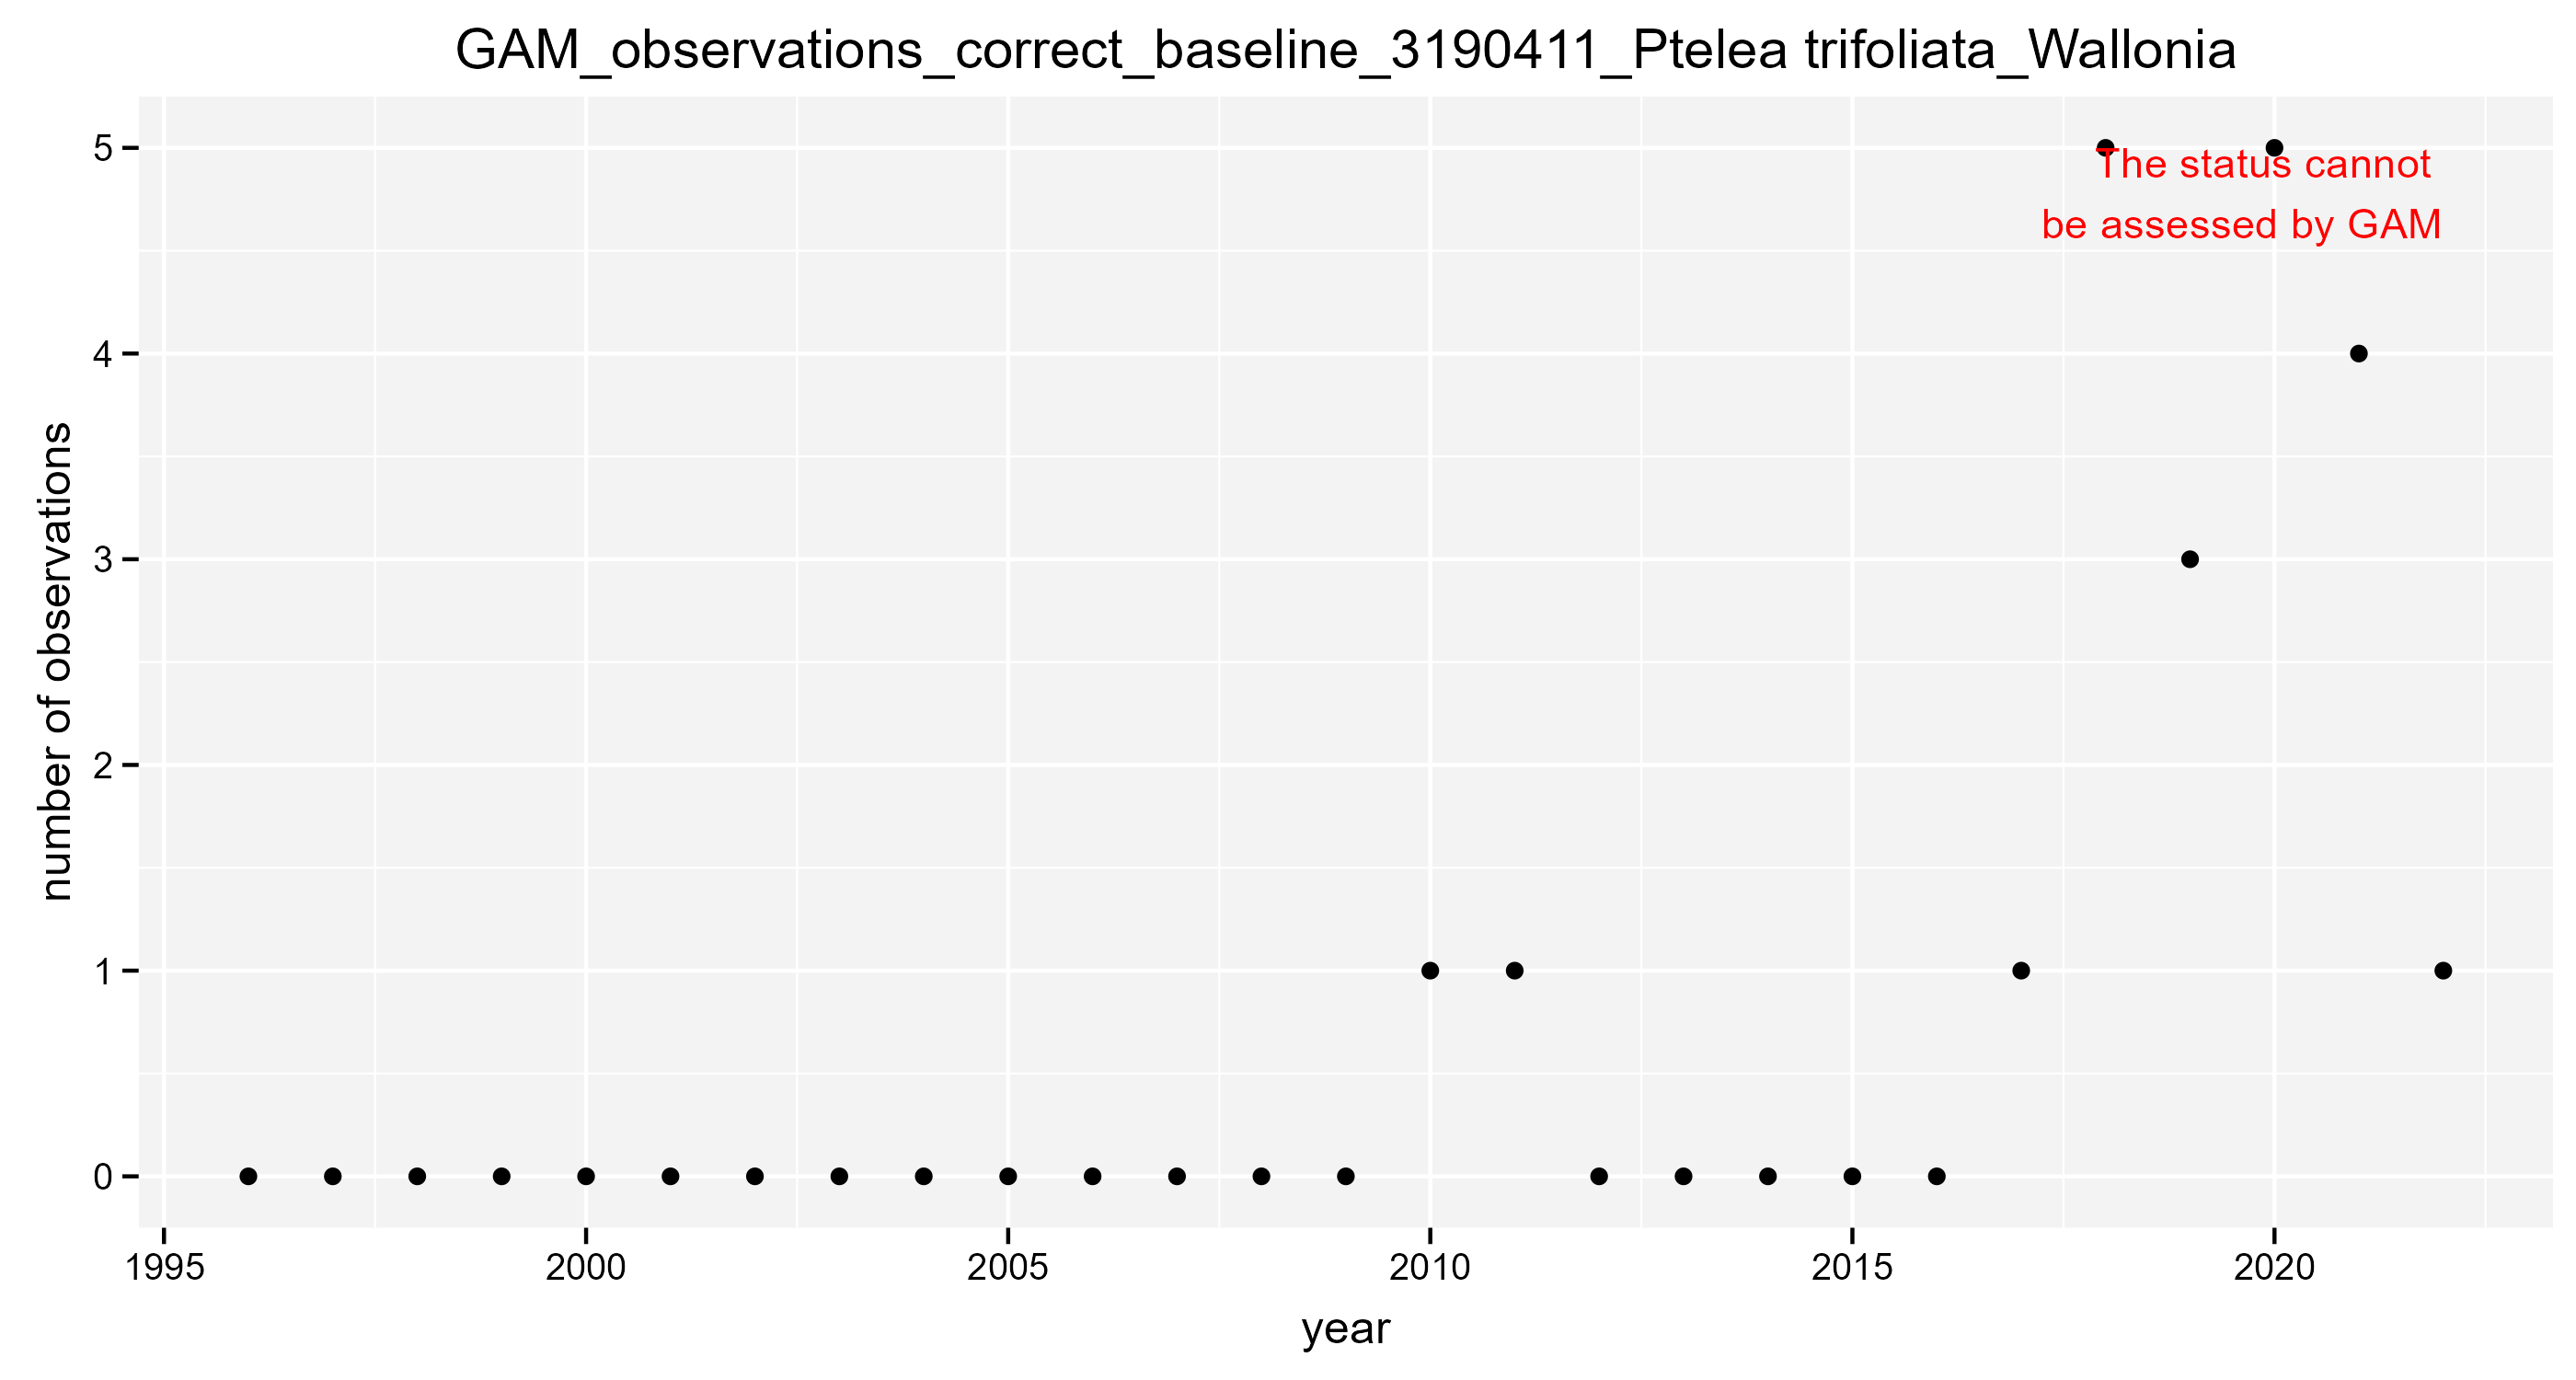 GAM_observations_correct_baseline_3190411_Ptelea trifoliata_Wallonia
5
The status cannot
be assessed by GAM
4
3
2
1
0
number of observations
1995 2000 2005 2010 2015 2020
year